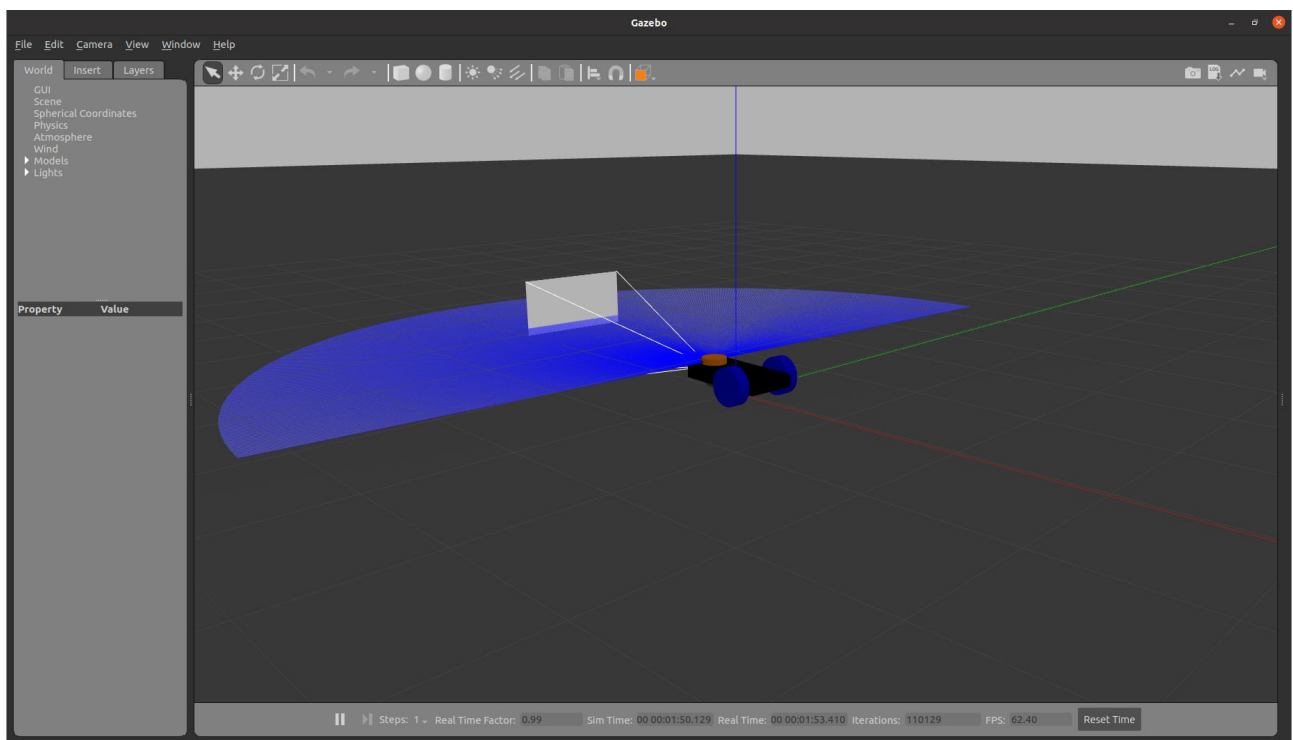 Gazebo
File Edit Camera View Window Help
World Insert Layers
GUI
Scene
Spherical Coordinates
Physics
Atmosphere
Wind
Models
Lights
Property Value
Steps: 1 Real Time Factor: 0.99 Sim Time: 00 00:01:50.129 Real Time: 00 00:01:53.410 Iterations: 110129 FPS: 62.40 Reset Time